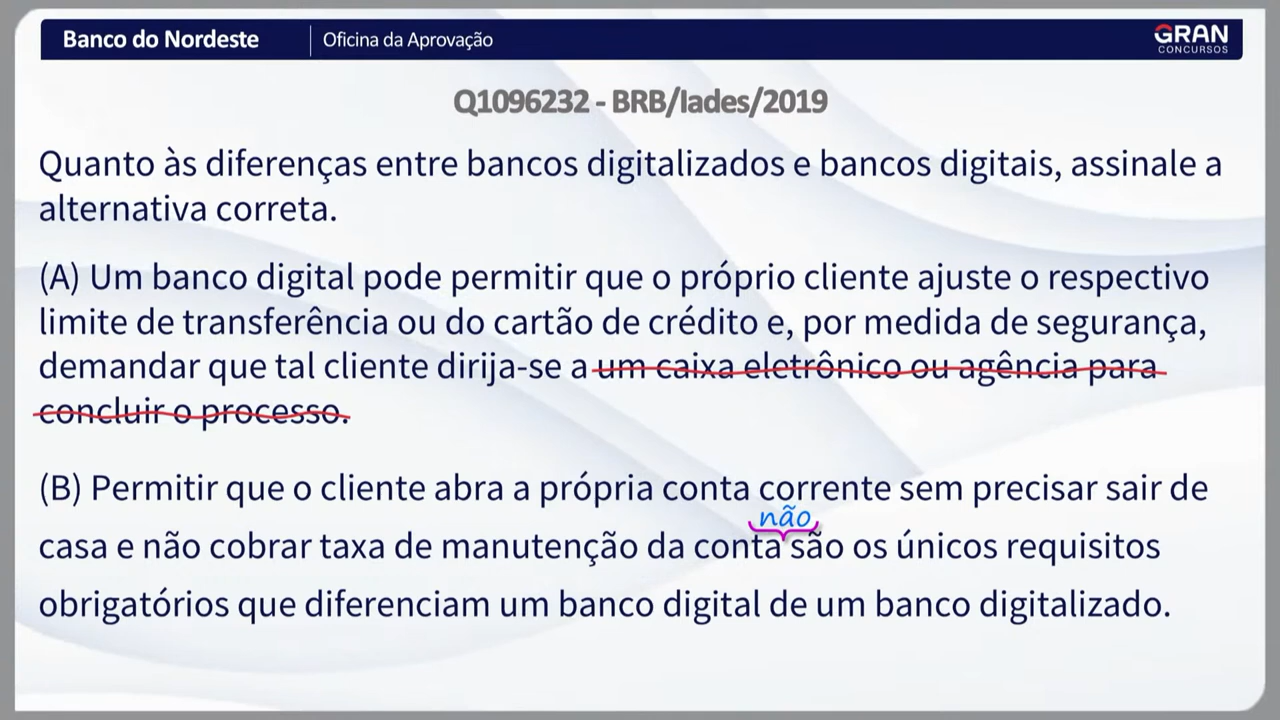 Banco do Nordeste
Oficina da Aprovação
GRAN
CONCURSOS
Q1096232 - BRB/Iades/2019
Quanto às diferenças entre bancos digitalizados e bancos digitais, assinale a
alternativa correta.
(A) Um banco digital pode permitir que o próprio cliente ajuste o respectivo
limite de transferência ou do cartão de crédito e, por medida de segurança,
demandar que tal cliente dirija-se a um caixa eletrônico ou agência para
concluir o processo.
(B) Permitir que o cliente abra a própria conta corrente sem precisar sair de
não
casa e não cobrar taxa de manutenção da conta são os únicos requisitos
obrigatórios que diferenciam um banco digital de um banco digitalizado.